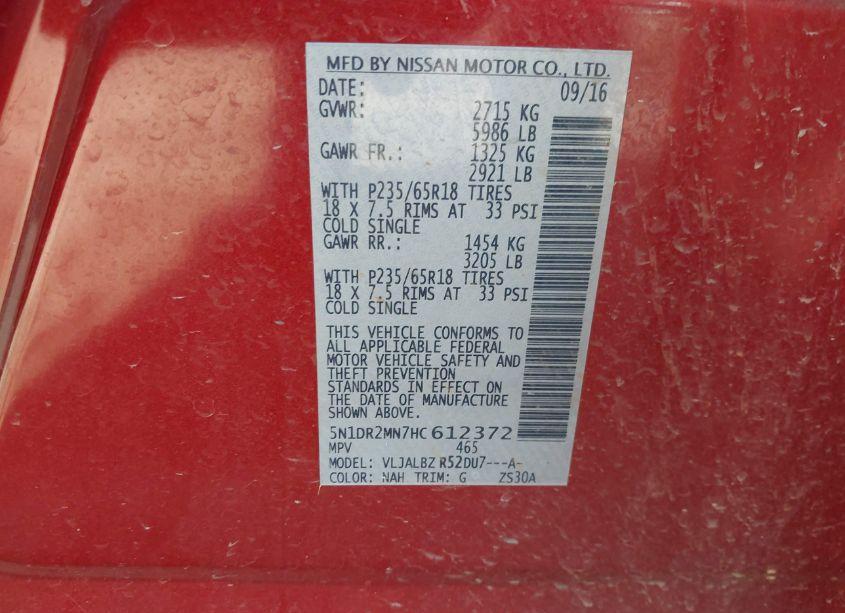 MFD BY NISSAN MOTOR CO., LTD.
DATE: 09/16
GVWR: 2715 KG
5986 LB
GAWR FR.: 1325 KG
2921 LB
WITH P235/65R18 TIRES
18 X 7.5 RIMS AT 33 PSI
COLD SINGLE
GAWR RR.: 1454 KG
3205 LB
WITH P235/65R18 TIRES
18 X 7.5 RIMS AT 33 PSI
COLD SINGLE
THIS VEHICLE CONFORMS TO
ALL APPLICABLE FEDERAL
MOTOR VEHICLE SAFETY AND
THEFT PREVENTION
STANDARDS IN EFFECT ON
THE DATE OF MANUFACTURE
SHOWN ABOVE.
5N1DR2MN7HC612372
MPV 465
MODEL: VLJALBZ R52DU7---A-
COLOR: NAH TRIM: G ZS30A